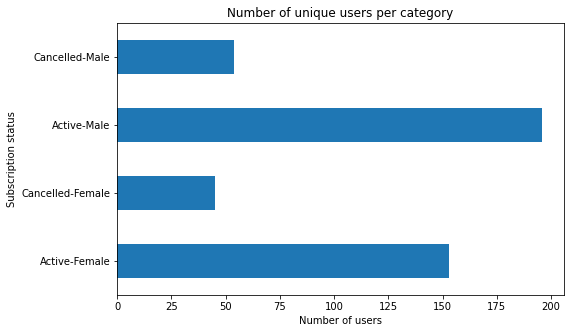 Number of unique users per category
Subscription status
Cancelled-Male
Active-Male
Cancelled-Female
Active-Female
0 25 50 75 100 125 150 175 200
Number of users